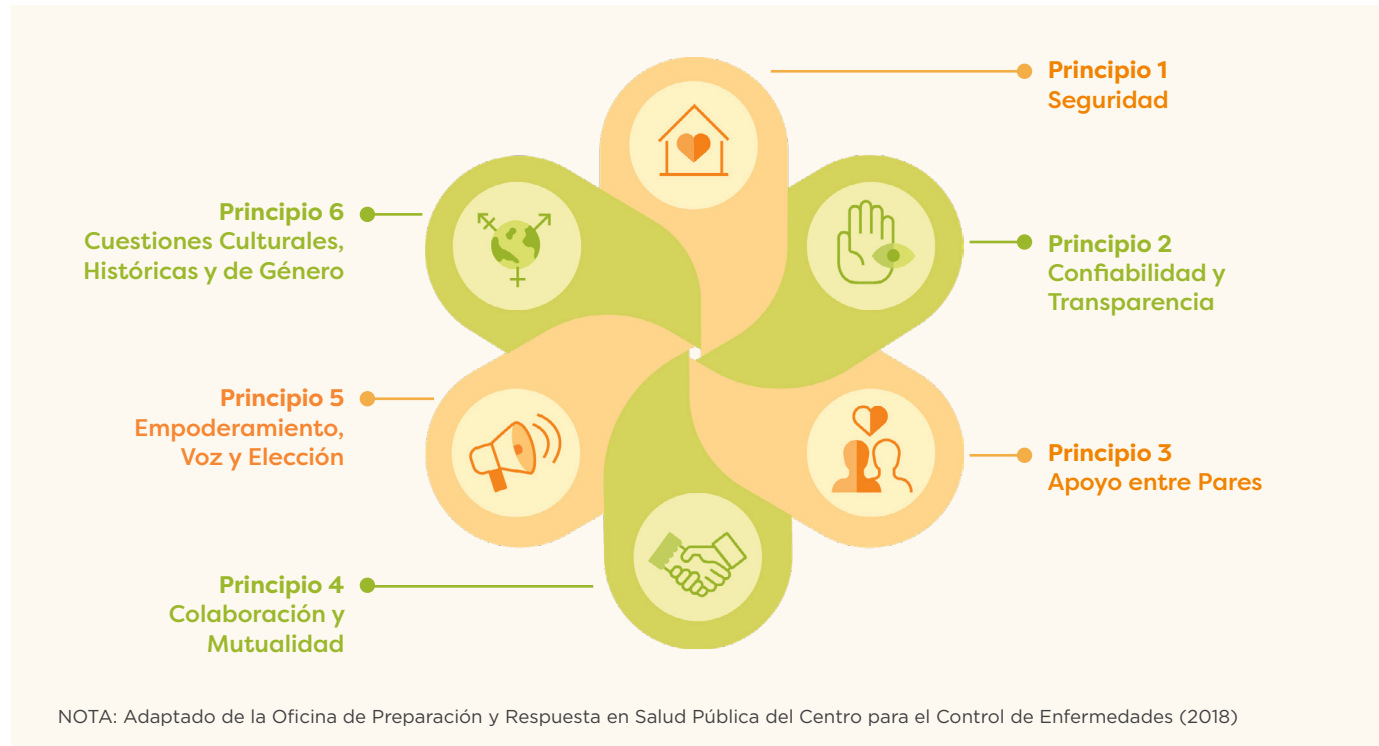 Principio 1
Seguridad
Principio 2
Confiabilidad y
Transparencia
Principio 3
Apoyo entre Pares
Principio 4
Colaboración y
Mutualidad
Principio 5
Empoderamiento,
Voz y Elección
Principio 6
Cuestiones Culturales,
Históricas y de Género
NOTA: Adaptado de la Oficina de Preparación y Respuesta en Salud Pública del Centro para el Control de Enfermedades (2018)